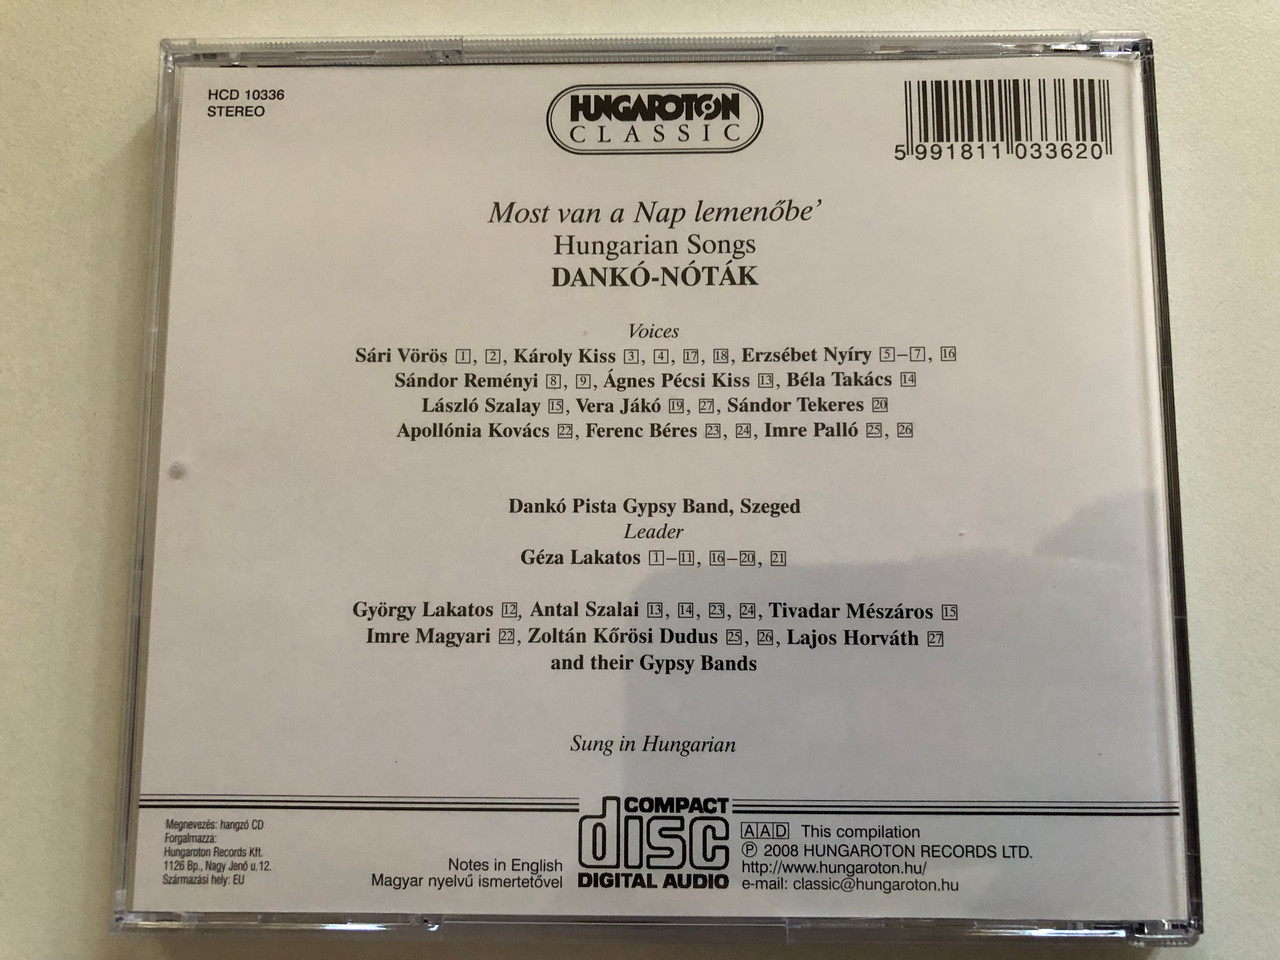 HCD 10336
STEREO
HUNGAROTON
CLASSIC
5 991811 033620
Most van a Nap lemenőbe’
Hungarian Songs
DANKÓ-NÓTÁK
Voices
Sári Vörös 1, 2, Károly Kiss 3, 4, 17, 18, Erzsébet Nyíry 5–7, 16
Sándor Reményi 8, 9, Ágnes Pécsi Kiss 13, Béla Takács 14
László Szalay 15, Vera Jákó 19, 27, Sándor Tekeres 20
Apollónia Kovács 22, Ferenc Béres 23, 24, Imre Palló 25, 26
Dankó Pista Gypsy Band, Szeged
Leader
Géza Lakatos 1–11, 16–20, 21
György Lakatos 12, Antal Szalai 13, 14, 23, 24, Tivadar Mészáros 15
Imre Magyari 22, Zoltán Kőrösi Dudus 25, 26, Lajos Horváth 27
and their Gypsy Bands
Sung in Hungarian
Megnevezés: hangzó CD
Forgalmazza:
Hungaroton Records Kft.
1126 Bp., Nagy Jenő u. 12.
Származási hely: EU
Notes in English
Magyar nyelvű ismertetővel
COMPACT
disc
DIGITAL AUDIO
AAD This compilation
℗ 2008 HUNGAROTON RECORDS LTD.
http://www.hungaroton.hu/
e-mail: classic@hungaroton.hu